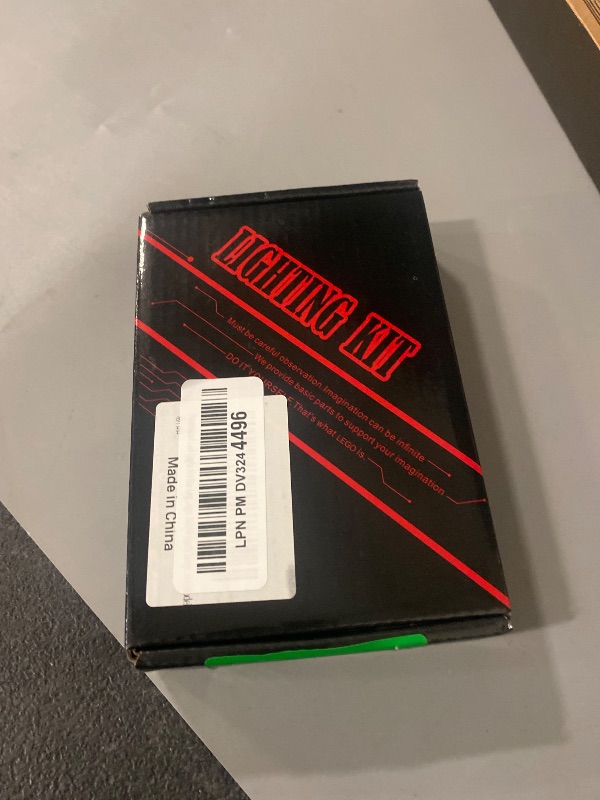 LIGHTING KIT
Must be careful observation.Imagination can be infinite
We provide basic parts to support your imagination
DO IT YOURSELF That's what LEGO is.
LPN PM DV324 4496
Made in China